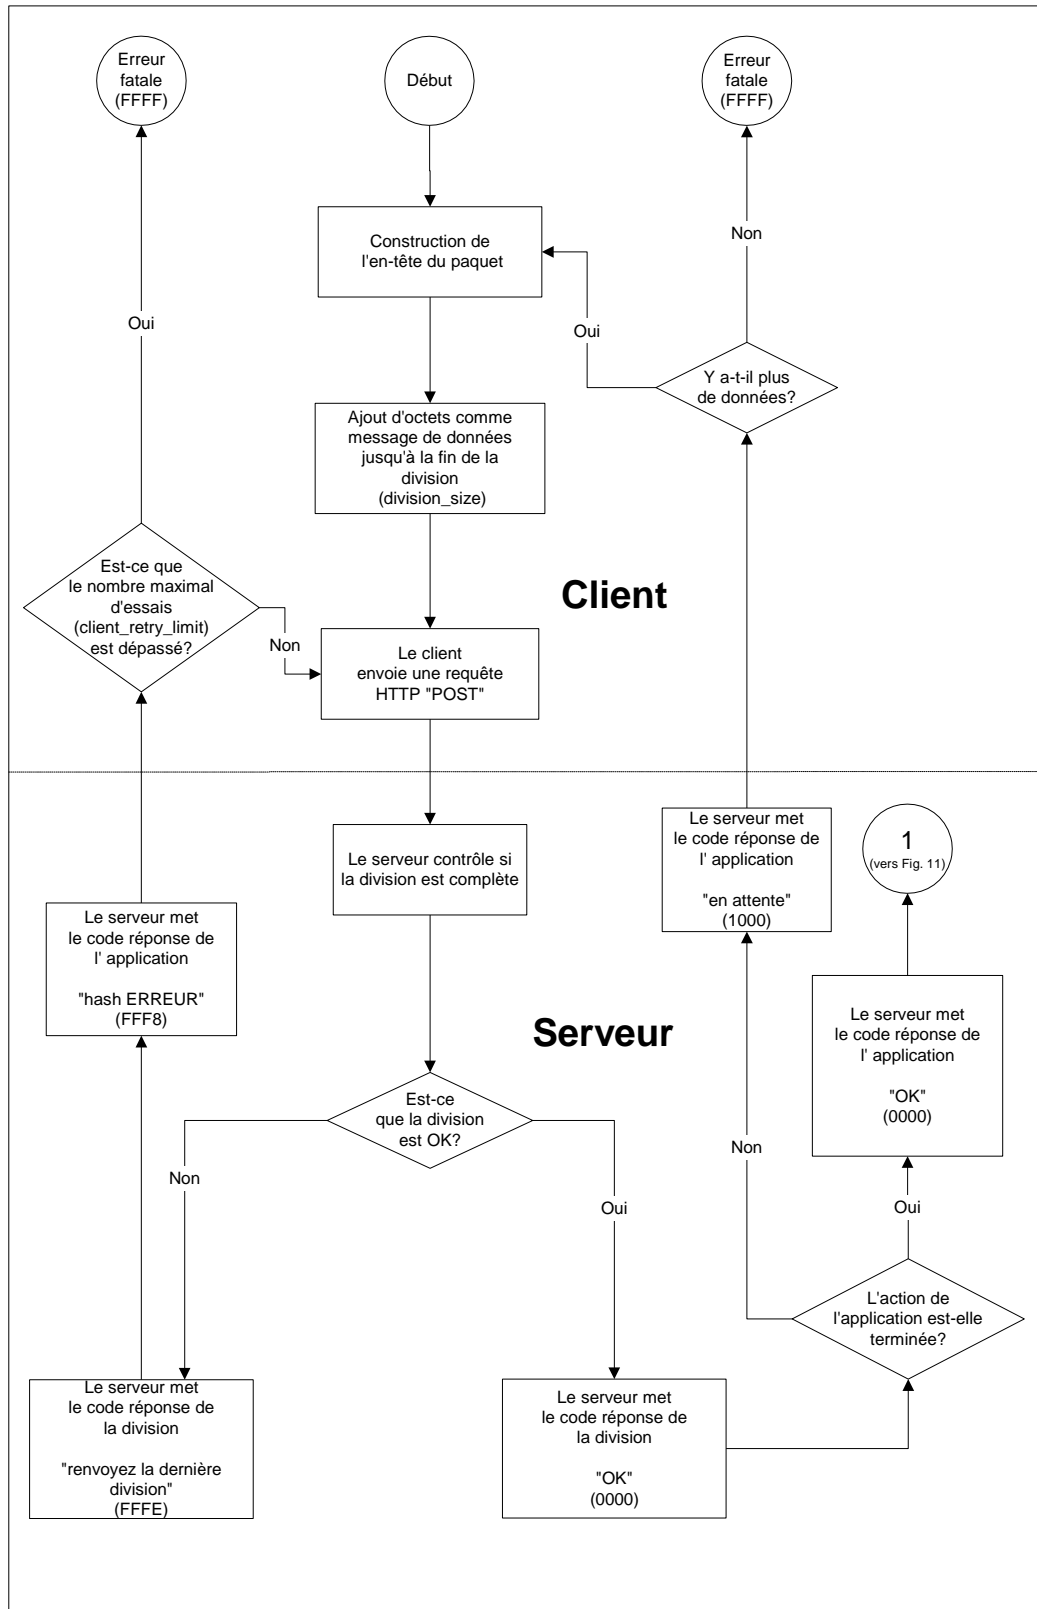 Erreur
fatale
(FFFF)
Début
Erreur
fatale
(FFFF)
Construction de
l'en-tête du paquet
Non
Oui
Oui
Y a-t-il plus
de données?
Ajout d'octets comme
message de données
jusqu'à la fin de la
division
(division_size)
Est-ce que
le nombre maximal
d'essais
(client_retry_limit)
est dépassé?
Client
Non
Le client
envoie une requête
HTTP "POST"
Le serveur contrôle si
la division est complète
Le serveur met
le code réponse de
l' application
"en attente"
(1000)
1
(vers Fig. 11)
Le serveur met
le code réponse de
l' application
"hash ERREUR"
(FFF8)
Serveur
Le serveur met
le code réponse de
l' application
"OK"
(0000)
Est-ce
que la division
est OK?
Non
Non
Oui
Oui
L'action de
l'application est-elle
terminée?
Le serveur met
le code réponse de
la division
"renvoyez la dernière
division"
(FFFE)
Le serveur met
le code réponse de
la division
"OK"
(0000)